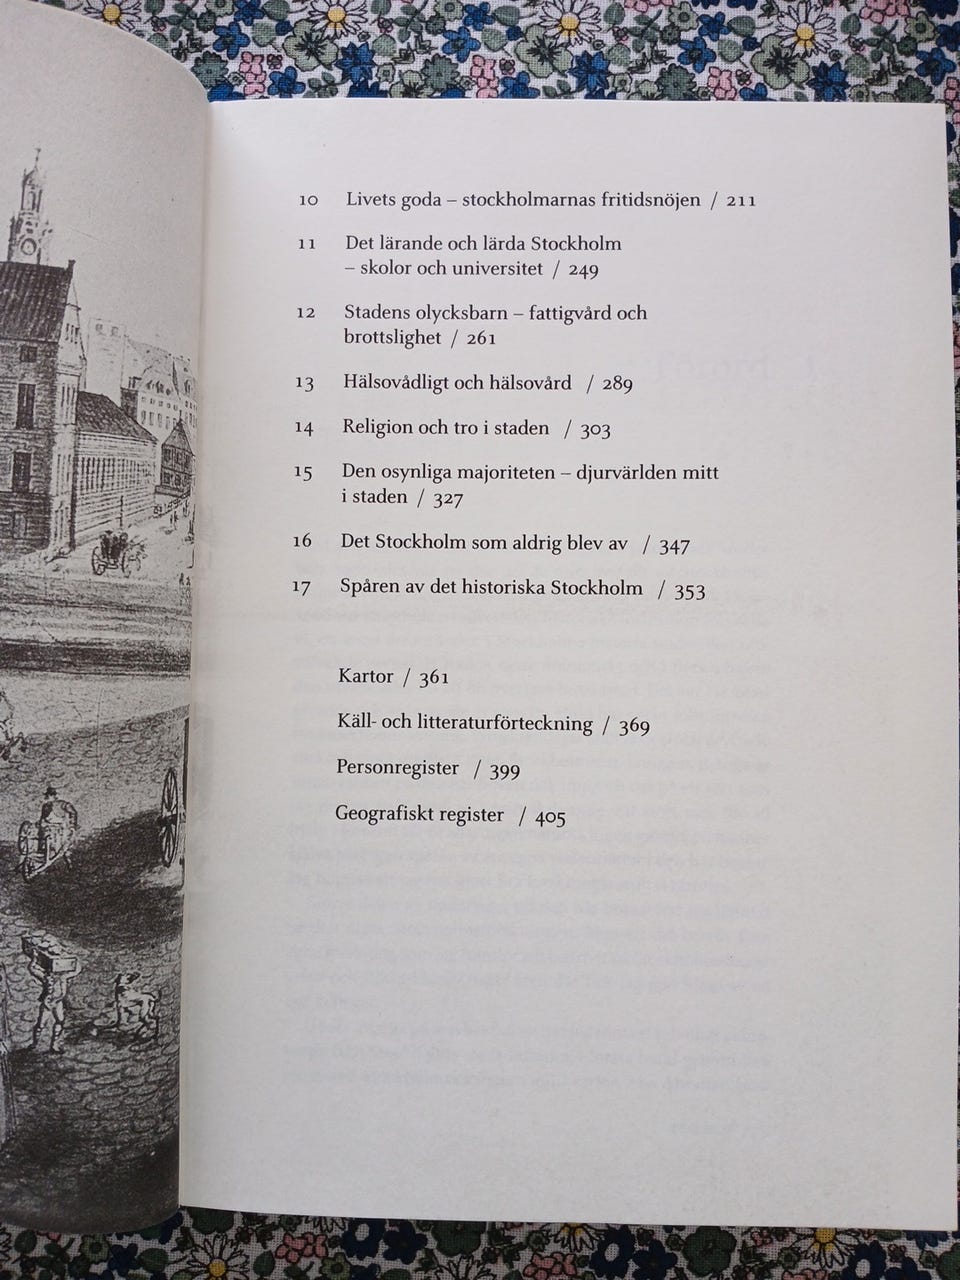 10 Livets goda – stockholmarnas fritidsnöjen / 211
11 Det lärande och lärda Stockholm
– skolor och universitet / 249
12 Stadens olycksbarn – fattigvård och
brottslighet / 261
13 Hälsovådligt och hälsovård / 289
14 Religion och tro i staden / 303
15 Den osynliga majoriteten – djurvärlden mitt
i staden / 327
16 Det Stockholm som aldrig blev av / 347
17 Spåren av det historiska Stockholm / 353
Kartor / 361
Käll- och litteraturförteckning / 369
Personregister / 399
Geografiskt register / 405